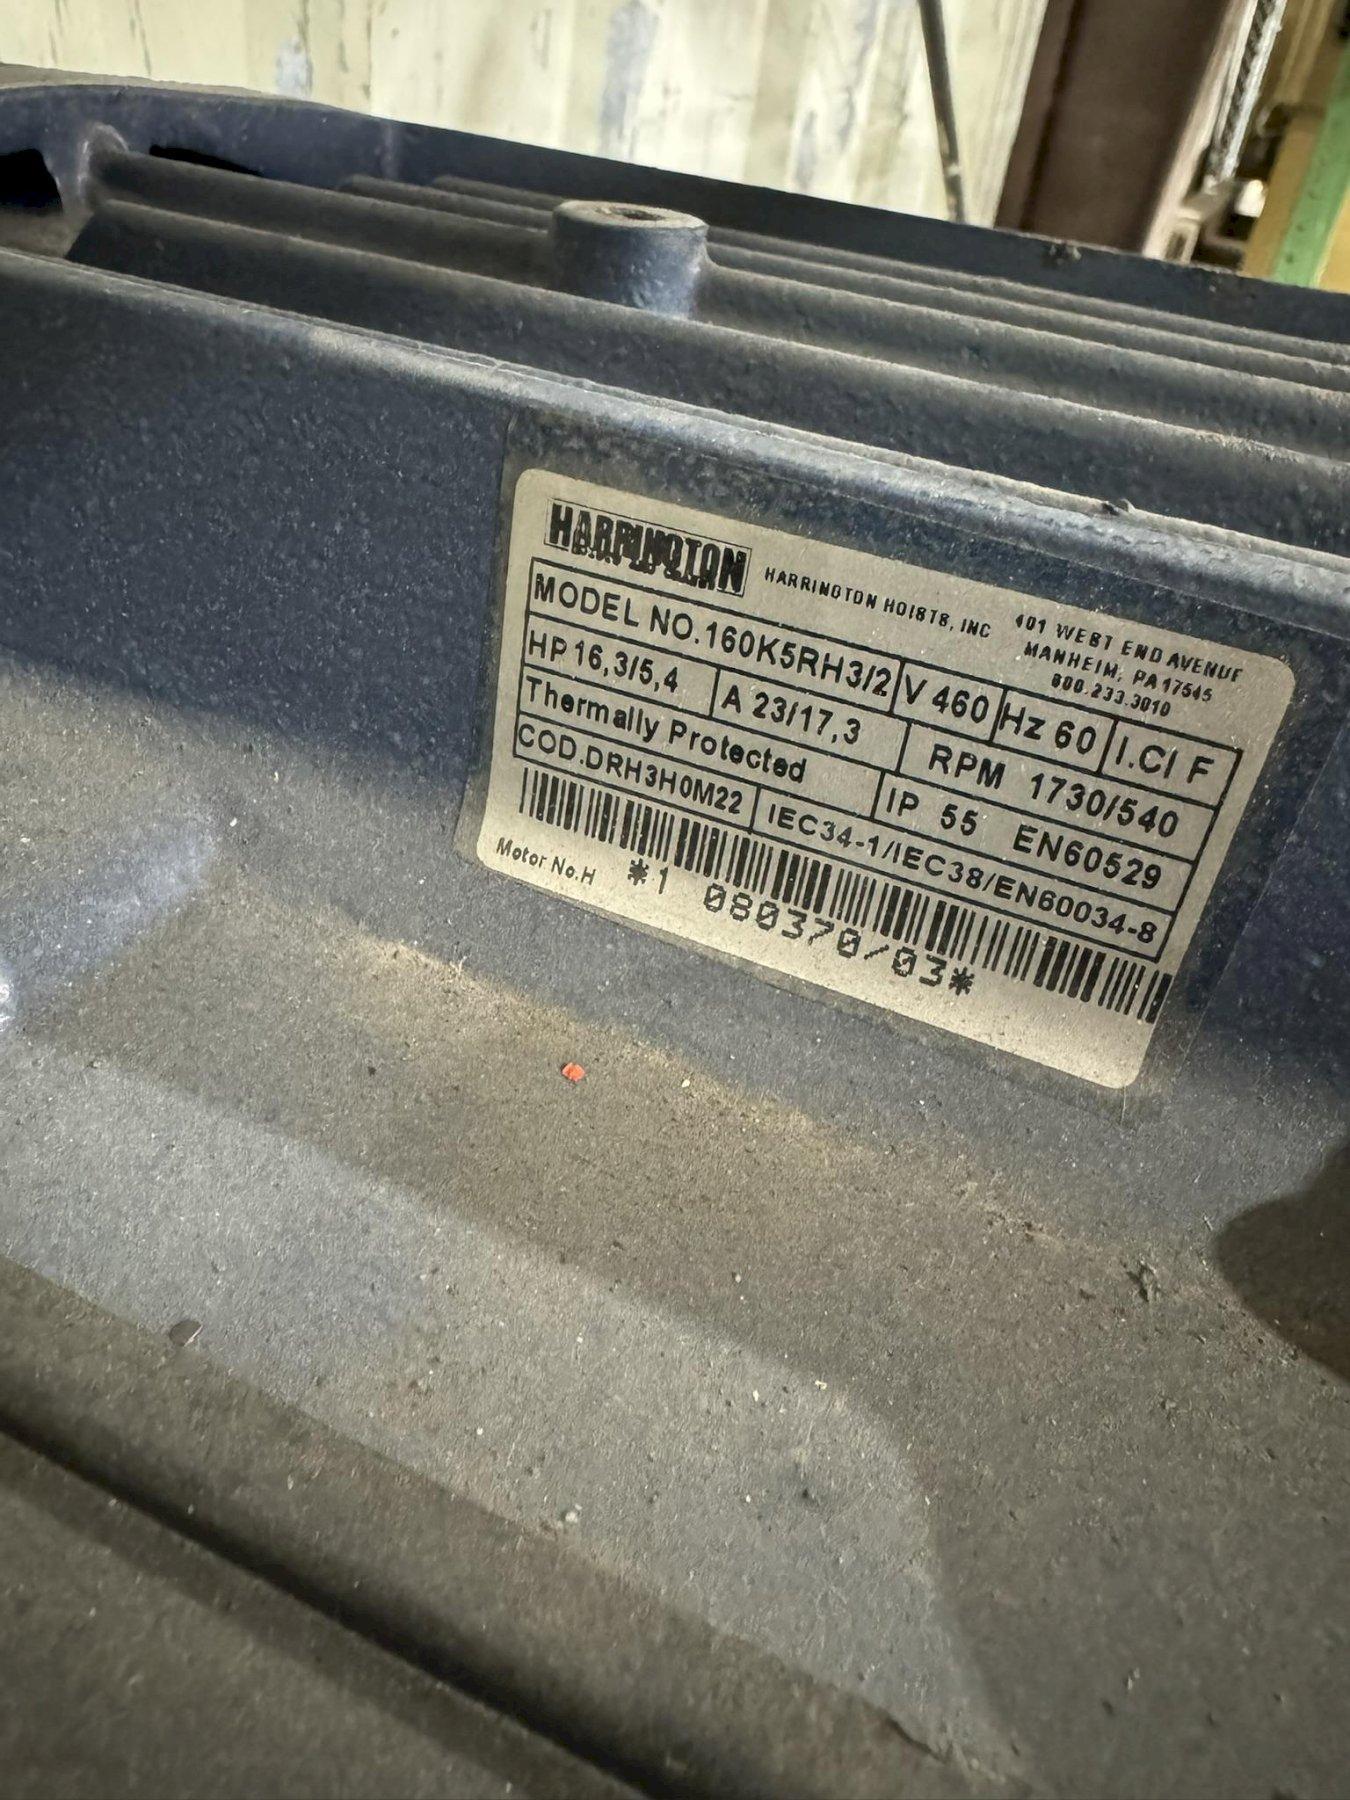 HARRINGTON
HARRINGTON HOISTS, INC
401 WEST END AVENUE
MANHEIM, PA 17545
800.233.3010
MODEL NO.160K5RH3/2 V 460 Hz 60 I.Cl F
HP 16,3/5,4 A 23/17,3 RPM 1730/540
Thermally Protected IP 55 EN60529
COD.DRH3H0M22 IEC34-1/IEC38/EN60034-8
Motor No.H *1 080370/03*